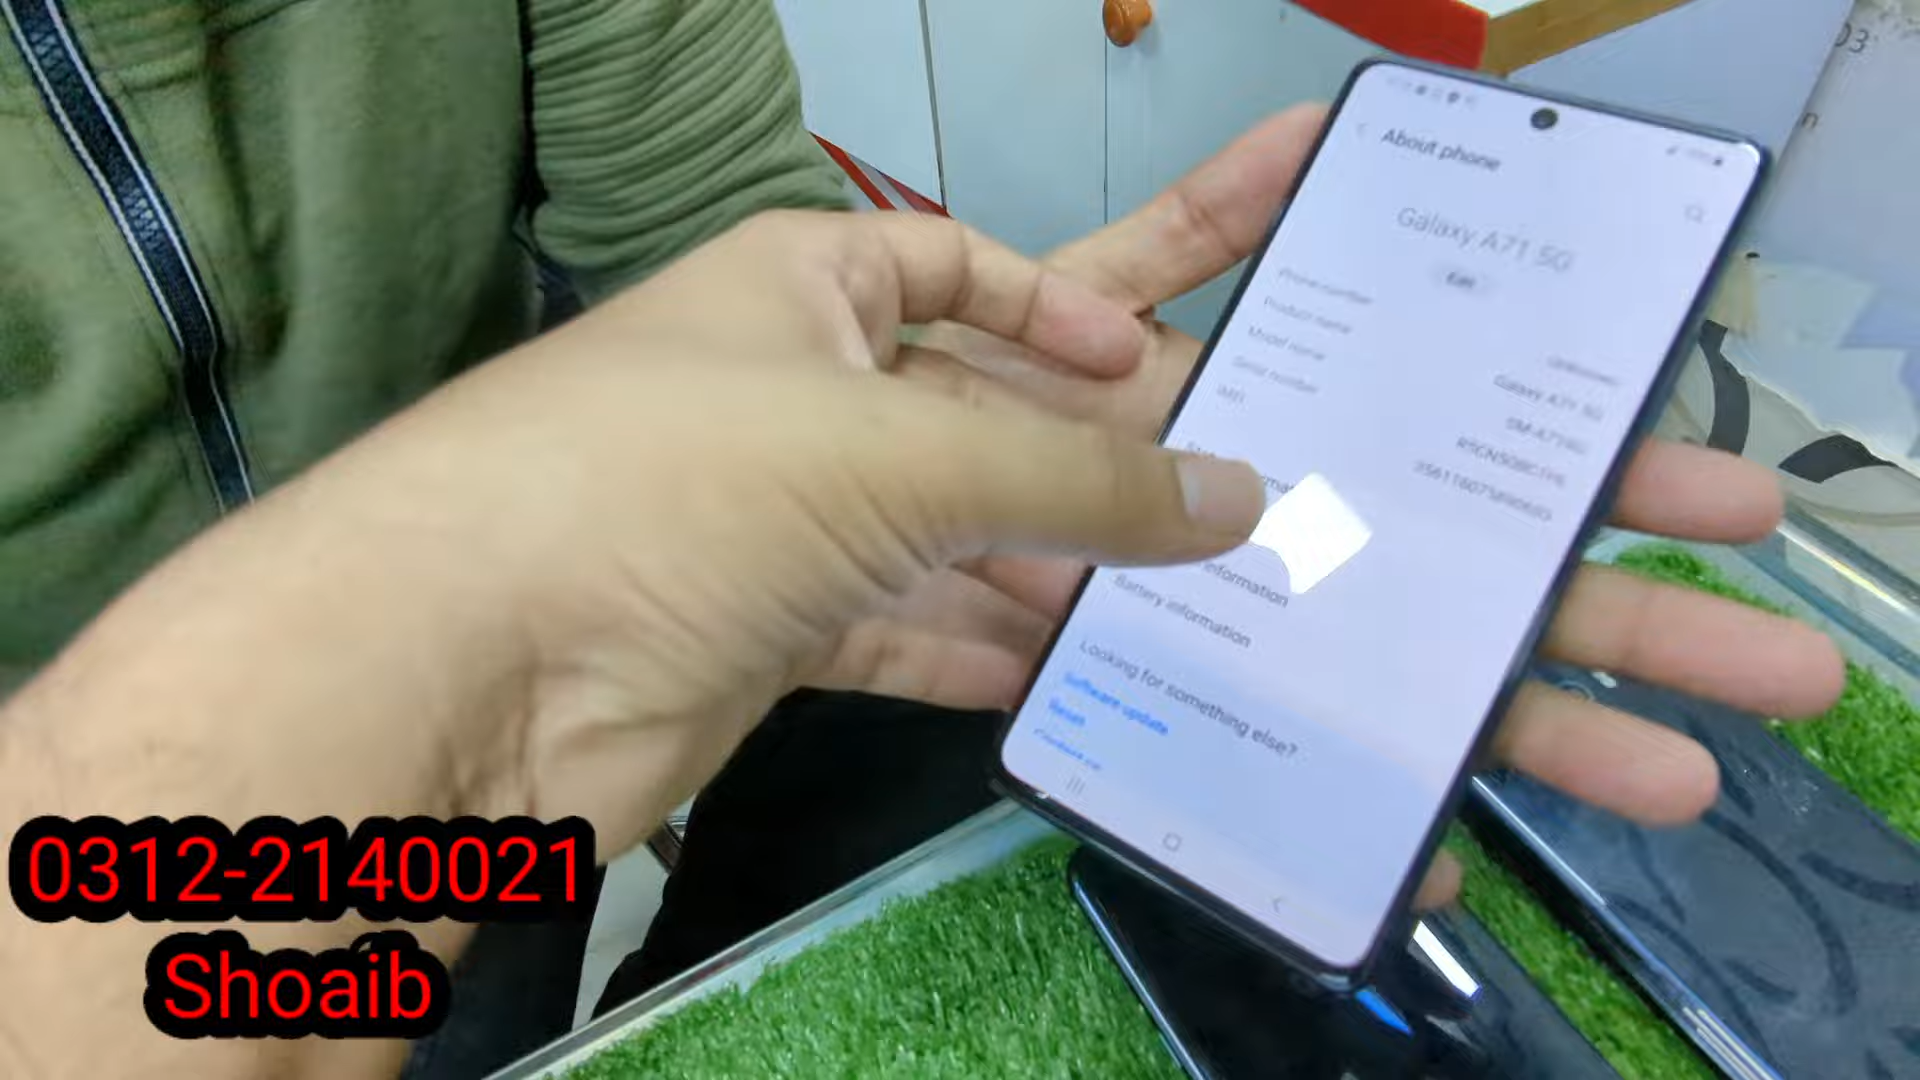 About phone
Galaxy A71 5G
Edit
Phone number
Product name
Galaxy A71 5G
Model name
Serial number
IMEI
information
Battery information
Looking for something else?
Software update
Reset
0312-2140021
Shoaib